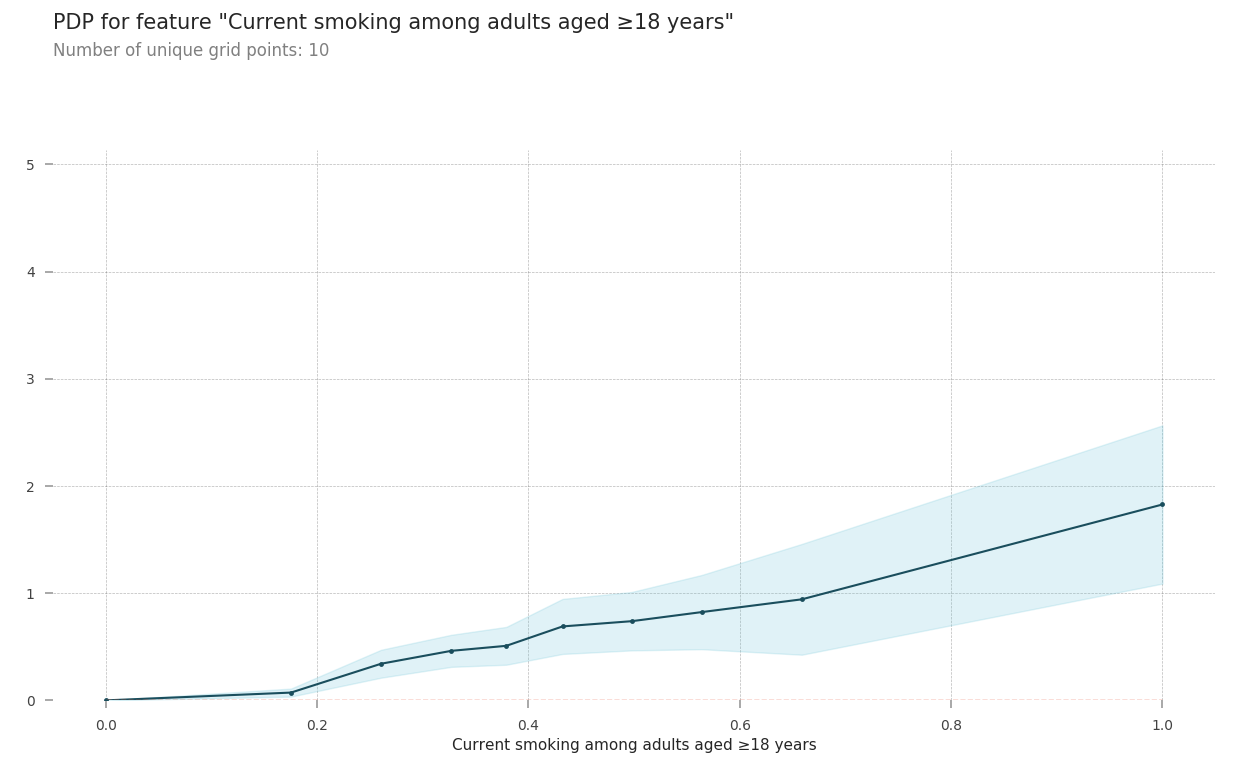 PDP for feature "Current smoking among adults aged ≥18 years"
Number of unique grid points: 10
5
4
3
2
1
0
0.0 0.2 0.4 0.6 0.8 1.0
Current smoking among adults aged ≥18 years